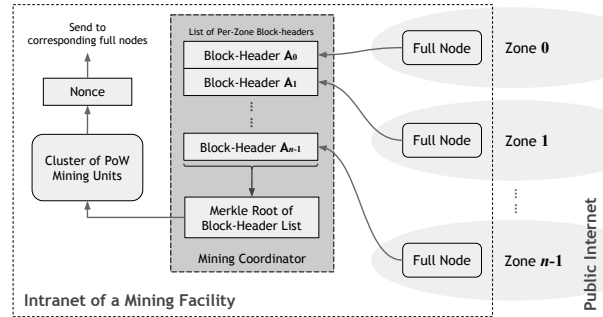 Send to
corresponding full nodes
Nonce
Cluster of PoW
Mining Units
List of Per-Zone Block-headers
Block-Header A0
Block-Header A1
Block-Header An-1
Merkle Root of
Block-Header List
Mining Coordinator
Full Node
Zone 0
Full Node
Zone 1
Full Node
Zone n-1
Intranet of a Mining Facility
Public Internet